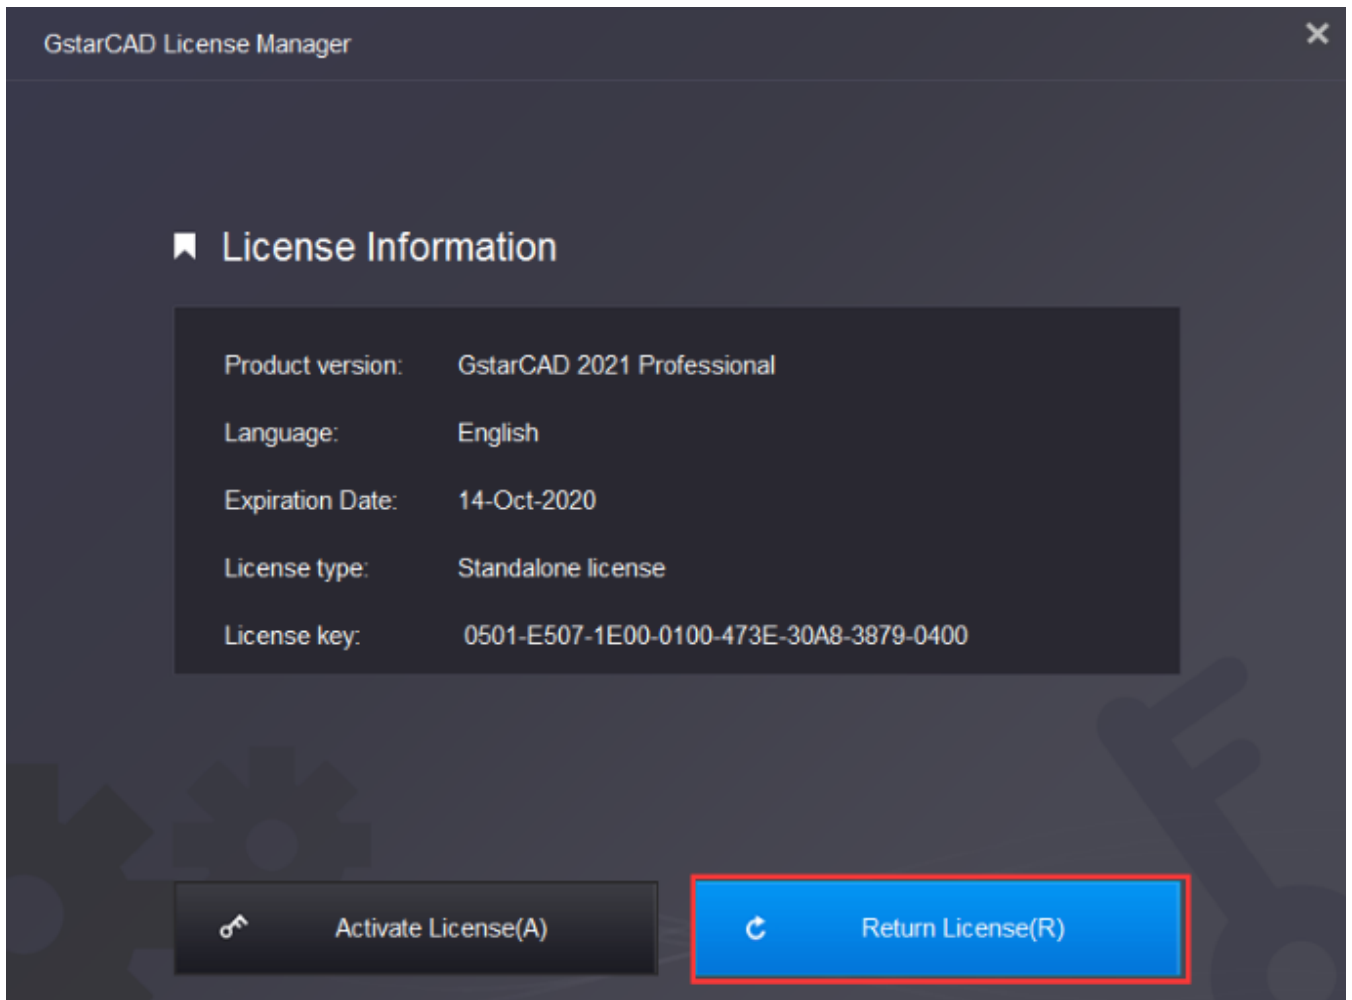 GstarCAD License Manager
License Information
Product version: GstarCAD 2021 Professional
Language: English
Expiration Date: 14-Oct-2020
License type: Standalone license
License key: 0501-E507-1E00-0100-473E-30A8-3879-0400
Activate License(A)
Return License(R)